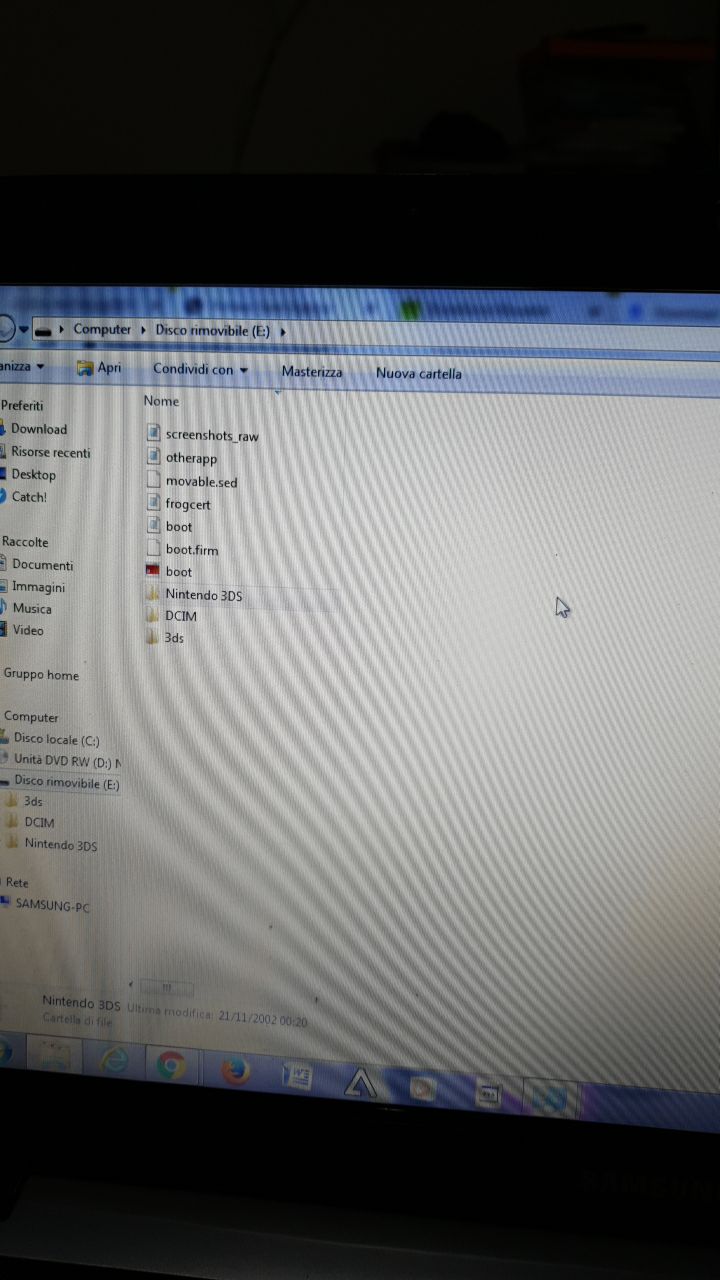 Computer ▸ Disco rimovibile (E:) ▸
anizza ▾ Apri Condividi con ▾ Masterizza Nuova cartella
Preferiti
Download
Risorse recenti
Desktop
Catch!
Raccolte
Documenti
Immagini
Musica
Video
Gruppo home
Computer
Disco locale (C:)
Unità DVD RW (D:) N
Disco rimovibile (E:)
3ds
DCIM
Nintendo 3DS
Rete
SAMSUNG-PC
Nome
screenshots_raw
otherapp
movable.sed
frogcert
boot
boot.firm
boot
Nintendo 3DS
DCIM
3ds
Nintendo 3DS Ultima modifica: 21/11/2002 00:20
Cartella di file
SAMSUN